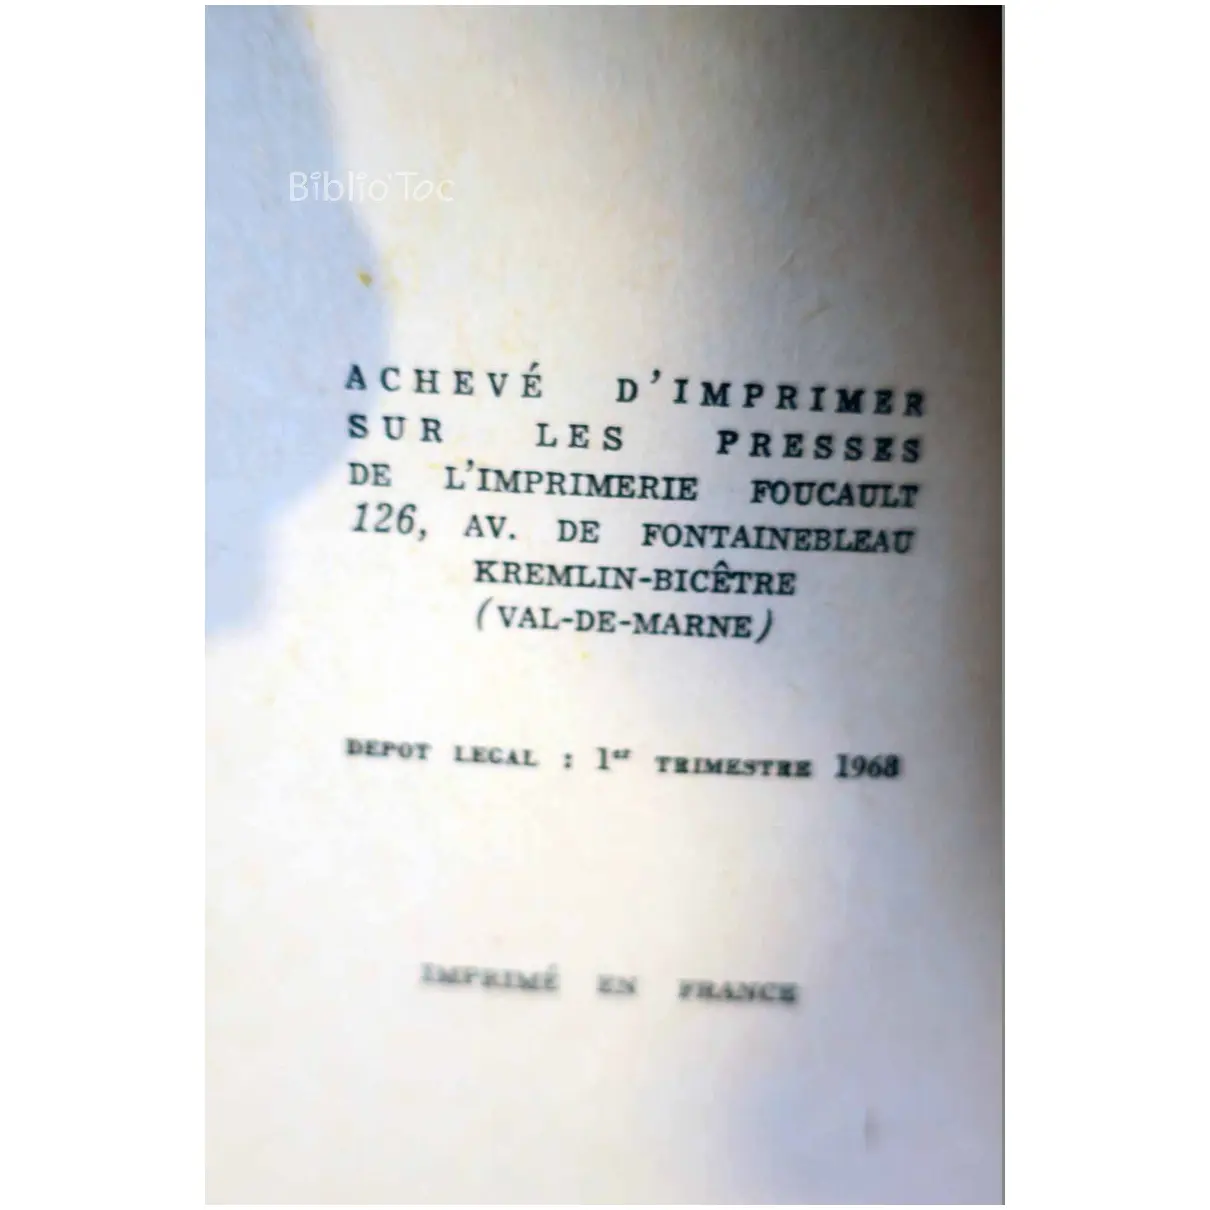 Biblio'Toc
ACHEVÉ D'IMPRIMER
SUR LES PRESSES
DE L'IMPRIMERIE FOUCAULT
126, AV. DE FONTAINEBLEAU
KREMLIN-BICÊTRE
(VAL-DE-MARNE)
DEPOT LEGAL : 1er TRIMESTRE 1968
IMPRIMÉ EN FRANCE